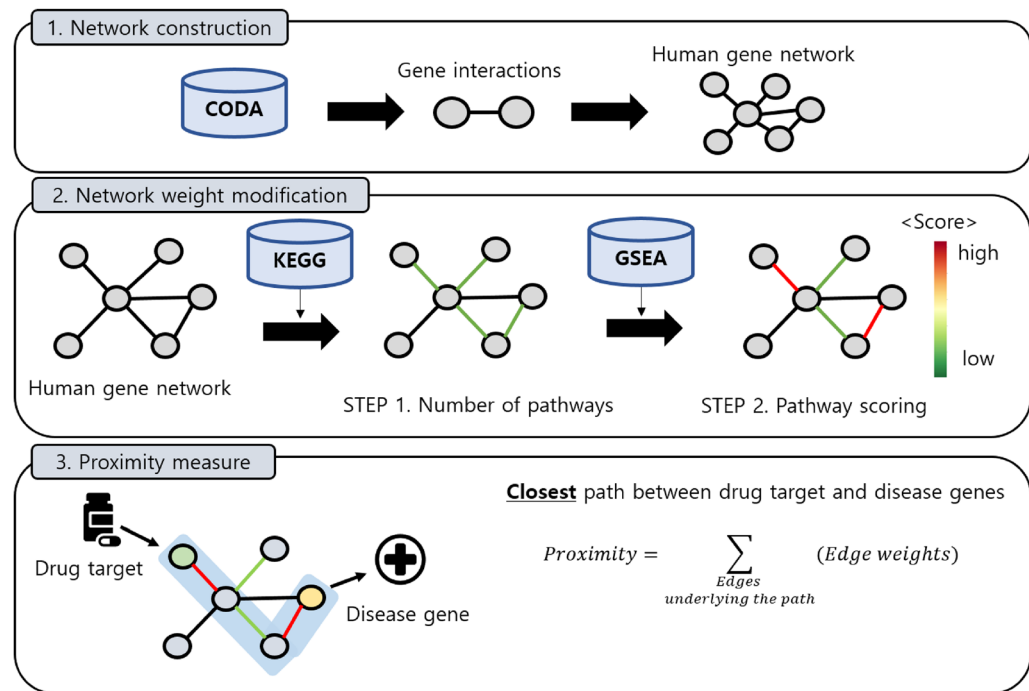 1. Network construction
CODA
Gene interactions
Human gene network
2. Network weight modification
KEGG
GSEA
<Score>
high
low
Human gene network
STEP 1. Number of pathways
STEP 2. Pathway scoring
3. Proximity measure
Drug target
Disease gene
Closest path between drug target and disease genes
Proximity = ∑ (Edge weights)
Edges
underlying the path